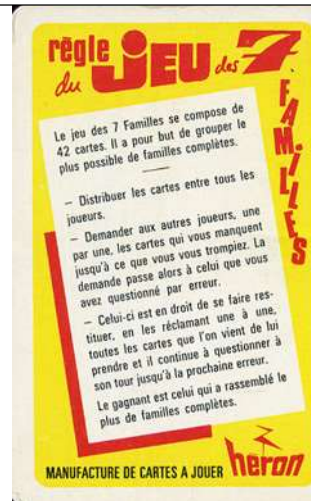 règle du JEU des 7 FAMILLES
Le jeu des 7 Familles se compose de
42 cartes. Il a pour but de grouper le
plus possible de familles complètes.
– Distribuer les cartes entre tous les
joueurs.
– Demander aux autres joueurs, une
par une, les cartes qui vous manquent
jusqu'à ce que vous vous trompiez. La
demande passe alors à celui que vous
avez questionné par erreur.
– Celui-ci est en droit de se faire res-
tituer, en les réclamant une à une,
toutes les cartes que l'on vient de lui
prendre et il continue à questionner à
son tour jusqu'à la prochaine erreur.
Le gagnant est celui qui a rassemblé le
plus de familles complètes.
MANUFACTURE DE CARTES A JOUER heron